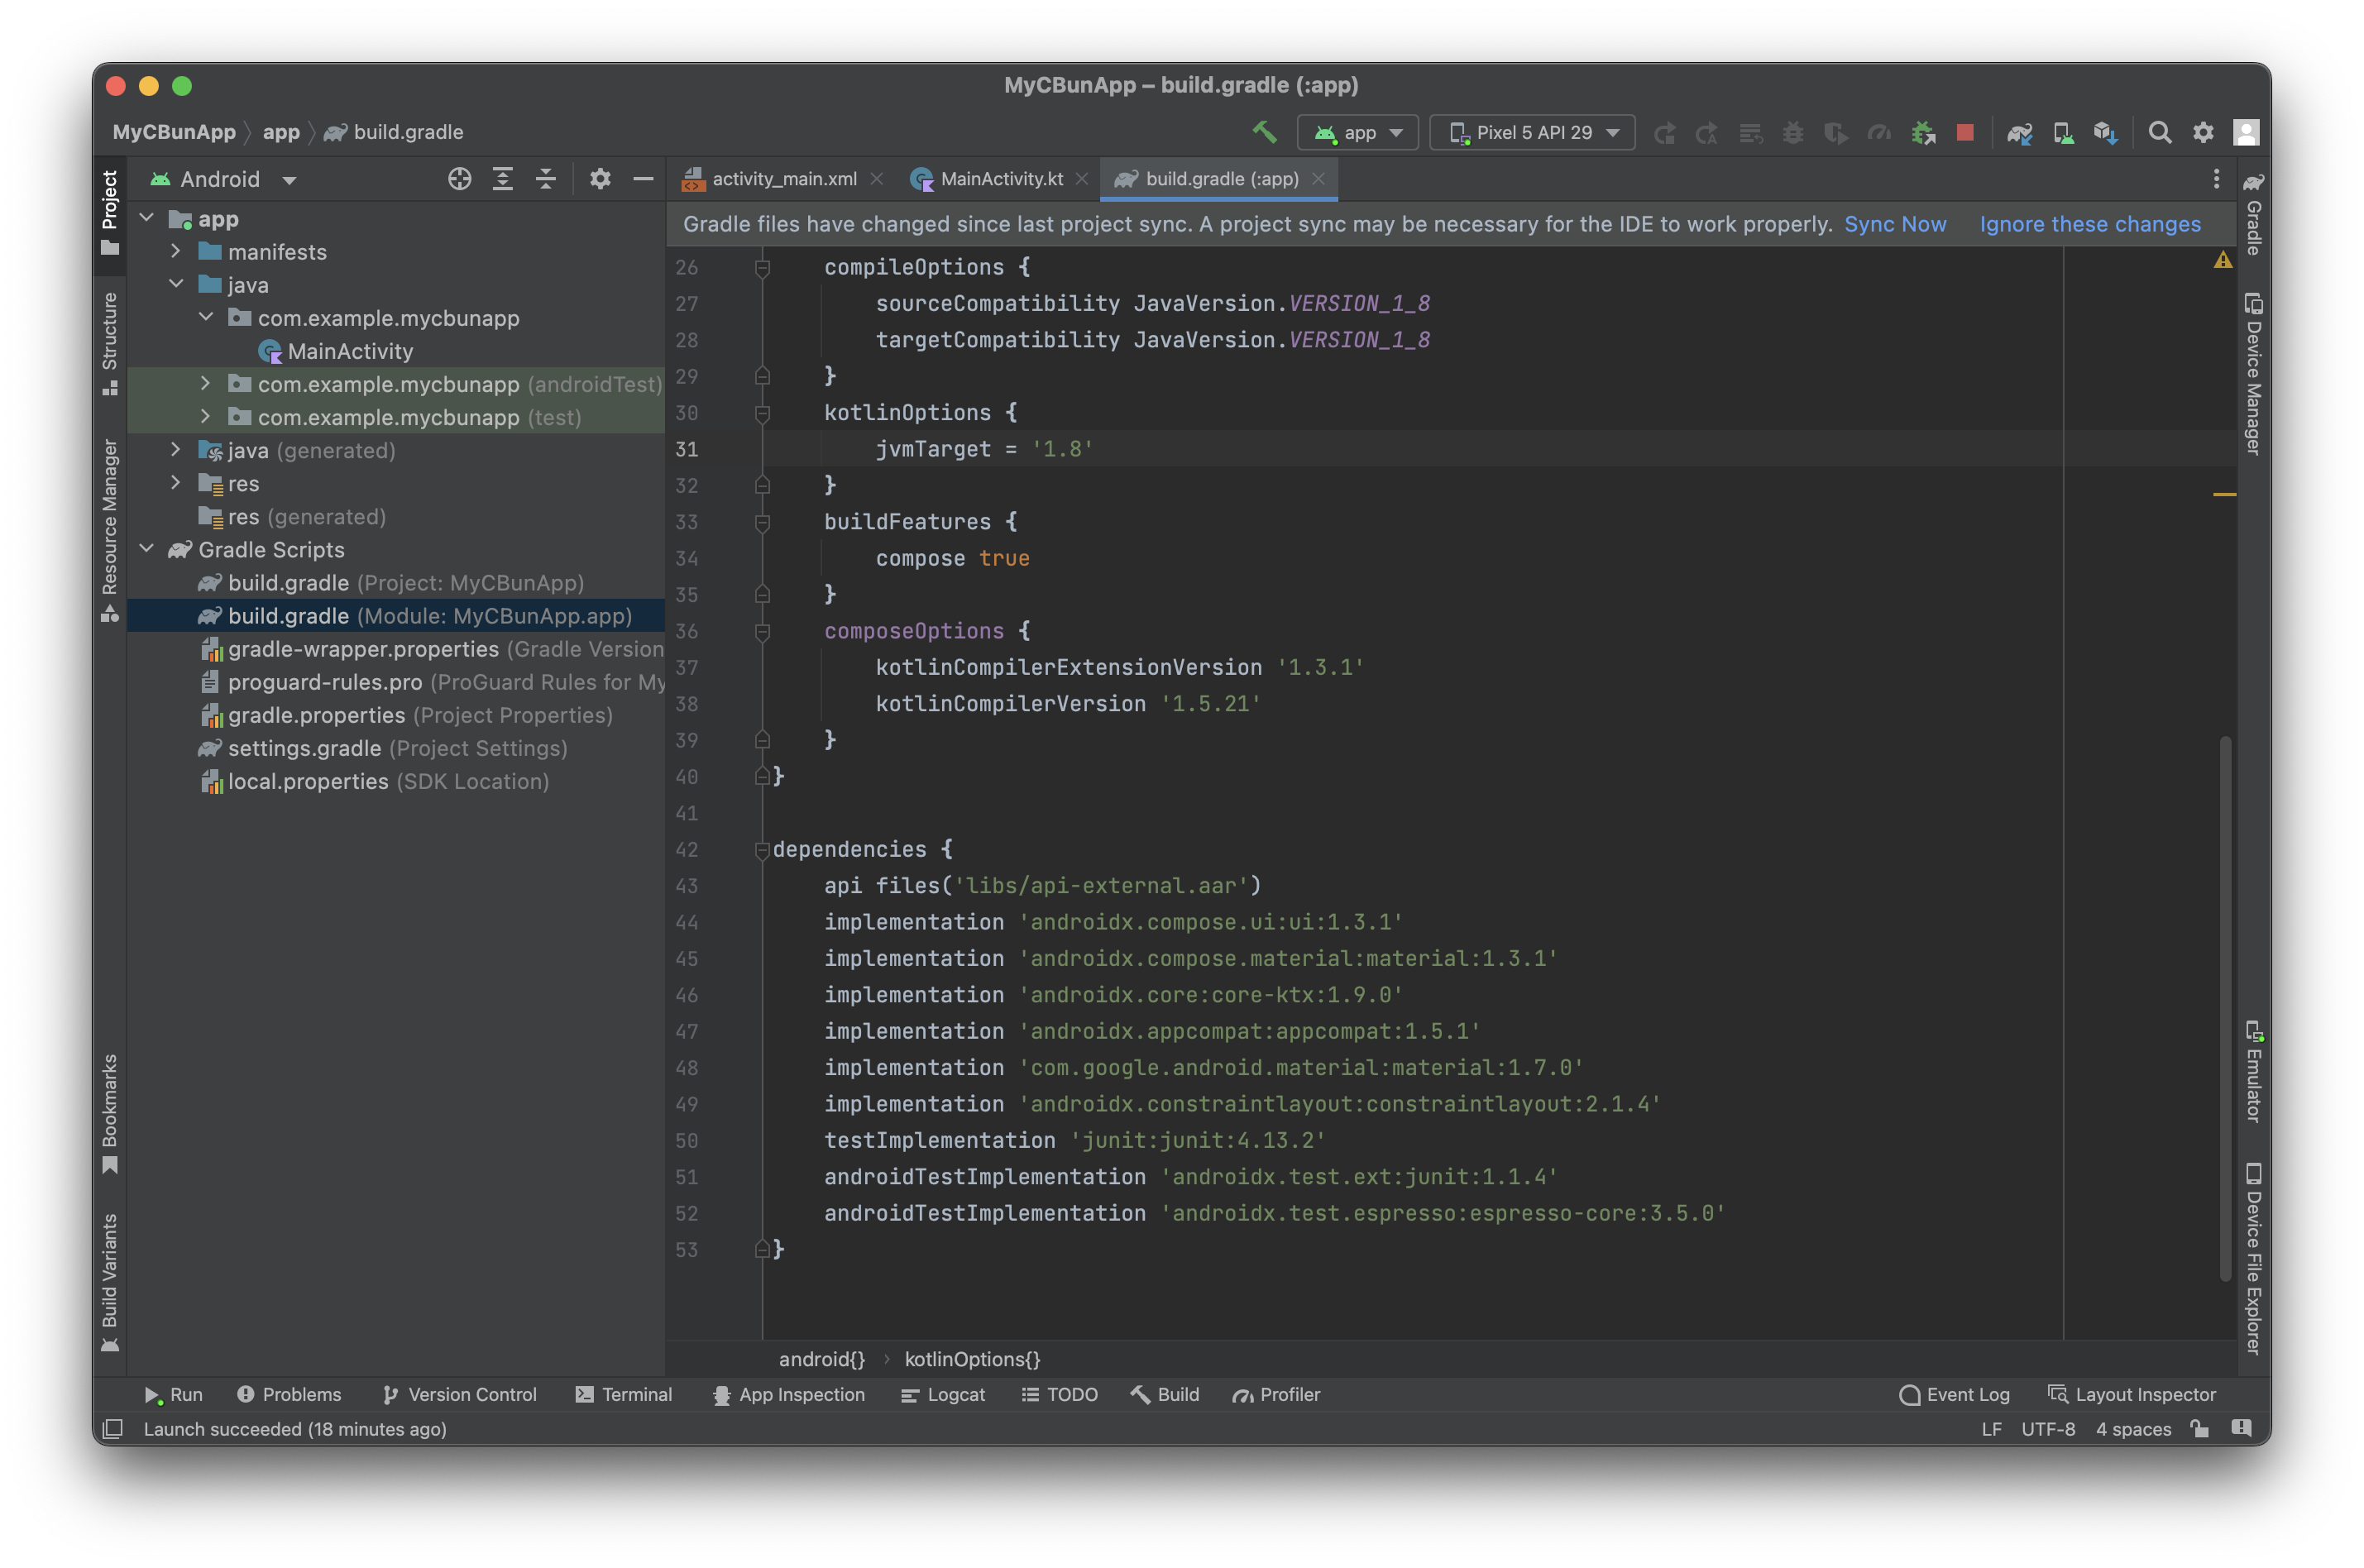 MyCBunApp – build.gradle (:app)
MyCBunApp app build.gradle
app Pixel 5 API 29
Project
Structure
Resource Manager
Bookmarks
Build Variants
Android
app
manifests
java
com.example.mycbunapp
MainActivity
com.example.mycbunapp (androidTest)
com.example.mycbunapp (test)
java (generated)
res
res (generated)
Gradle Scripts
build.gradle (Project: MyCBunApp)
build.gradle (Module: MyCBunApp.app)
gradle-wrapper.properties (Gradle Version
proguard-rules.pro (ProGuard Rules for My
gradle.properties (Project Properties)
settings.gradle (Project Settings)
local.properties (SDK Location)
activity_main.xml MainActivity.kt build.gradle (:app)
Gradle files have changed since last project sync. A project sync may be necessary for the IDE to work properly. Sync Now Ignore these changes
26 compileOptions {
27 sourceCompatibility JavaVersion.VERSION_1_8
28 targetCompatibility JavaVersion.VERSION_1_8
29 }
30 kotlinOptions {
31 jvmTarget = '1.8'
32 }
33 buildFeatures {
34 compose true
35 }
36 composeOptions {
37 kotlinCompilerExtensionVersion '1.3.1'
38 kotlinCompilerVersion '1.5.21'
39 }
40 }
41
42 dependencies {
43 api files('libs/api-external.aar')
44 implementation 'androidx.compose.ui:ui:1.3.1'
45 implementation 'androidx.compose.material:material:1.3.1'
46 implementation 'androidx.core:core-ktx:1.9.0'
47 implementation 'androidx.appcompat:appcompat:1.5.1'
48 implementation 'com.google.android.material:material:1.7.0'
49 implementation 'androidx.constraintlayout:constraintlayout:2.1.4'
50 testImplementation 'junit:junit:4.13.2'
51 androidTestImplementation 'androidx.test.ext:junit:1.1.4'
52 androidTestImplementation 'androidx.test.espresso:espresso-core:3.5.0'
53 }
android{} › kotlinOptions{}
Gradle
Device Manager
Emulator
Device File Explorer
Run Problems Version Control Terminal App Inspection Logcat TODO Build Profiler Event Log Layout Inspector
Launch succeeded (18 minutes ago) LF UTF-8 4 spaces